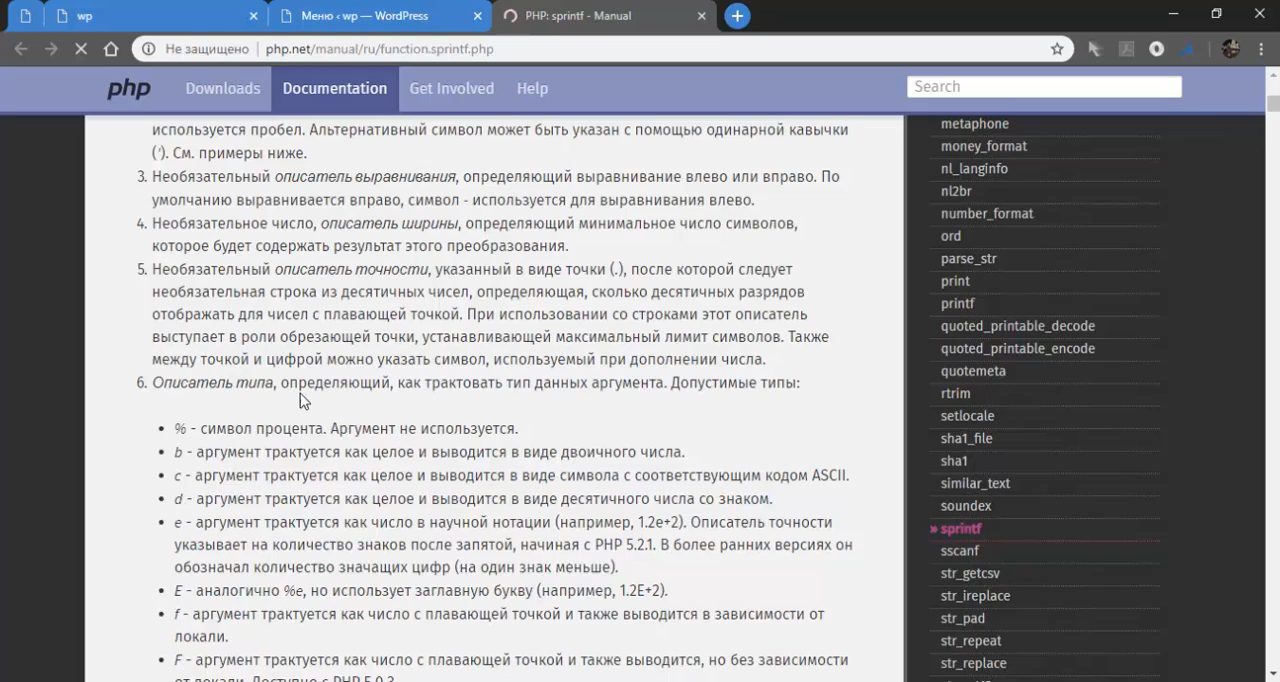 wp
Меню ‹ wp — WordPress
PHP: sprintf - Manual
Не защищено
php.net/manual/ru/function.sprintf.php
php
Downloads
Documentation
Get Involved
Help
Search
используется пробел. Альтернативный символ может быть указан с помощью одинарной кавычки
('). См. примеры ниже.
3. Необязательный описатель выравнивания, определяющий выравнивание влево или вправо. По
умолчанию выравнивается вправо, символ - используется для выравнивания влево.
4. Необязательное число, описатель ширины, определяющий минимальное число символов,
которое будет содержать результат этого преобразования.
5. Необязательный описатель точности, указанный в виде точки (.), после которой следует
необязательная строка из десятичных чисел, определяющая, сколько десятичных разрядов
отображать для чисел с плавающей точкой. При использовании со строками этот описатель
выступает в роли обрезающей точки, устанавливающей максимальный лимит символов. Также
между точкой и цифрой можно указать символ, используемый при дополнении числа.
6. Описатель типа, определяющий, как трактовать тип данных аргумента. Допустимые типы:
• % - символ процента. Аргумент не используется.
• b - аргумент трактуется как целое и выводится в виде двоичного числа.
• c - аргумент трактуется как целое и выводится в виде символа с соответствующим кодом ASCII.
• d - аргумент трактуется как целое и выводится в виде десятичного числа со знаком.
• e - аргумент трактуется как число в научной нотации (например, 1.2e+2). Описатель точности
указывает на количество знаков после запятой, начиная с PHP 5.2.1. В более ранних версиях он
обозначал количество значащих цифр (на один знак меньше).
• E - аналогично %e, но использует заглавную букву (например, 1.2E+2).
• f - аргумент трактуется как число с плавающей точкой и также выводится в зависимости от
локали.
• F - аргумент трактуется как число с плавающей точкой и также выводится, но без зависимости
от локали. Доступно с PHP 5.0.3.
metaphone
money_format
nl_langinfo
nl2br
number_format
ord
parse_str
print
printf
quoted_printable_decode
quoted_printable_encode
quotemeta
rtrim
setlocale
sha1_file
sha1
similar_text
soundex
» sprintf
sscanf
str_getcsv
str_ireplace
str_pad
str_repeat
str_replace